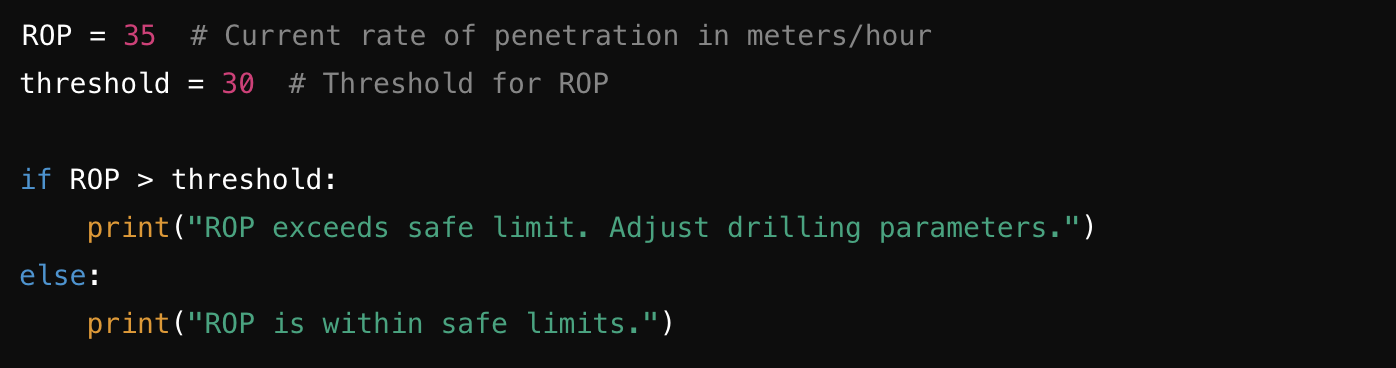 ROP = 35  # Current rate of penetration in meters/hour
threshold = 30  # Threshold for ROP

if ROP > threshold:
    print("ROP exceeds safe limit. Adjust drilling parameters.")
else:
    print("ROP is within safe limits.")